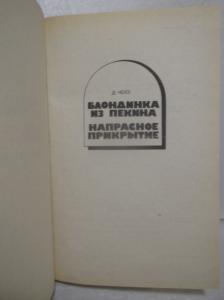 Д. ЧЕЙЗ
БЛОНДИНКА
ИЗ ПЕКИНА
НАПРАСНОЕ
ПРИКРЫТИЕ